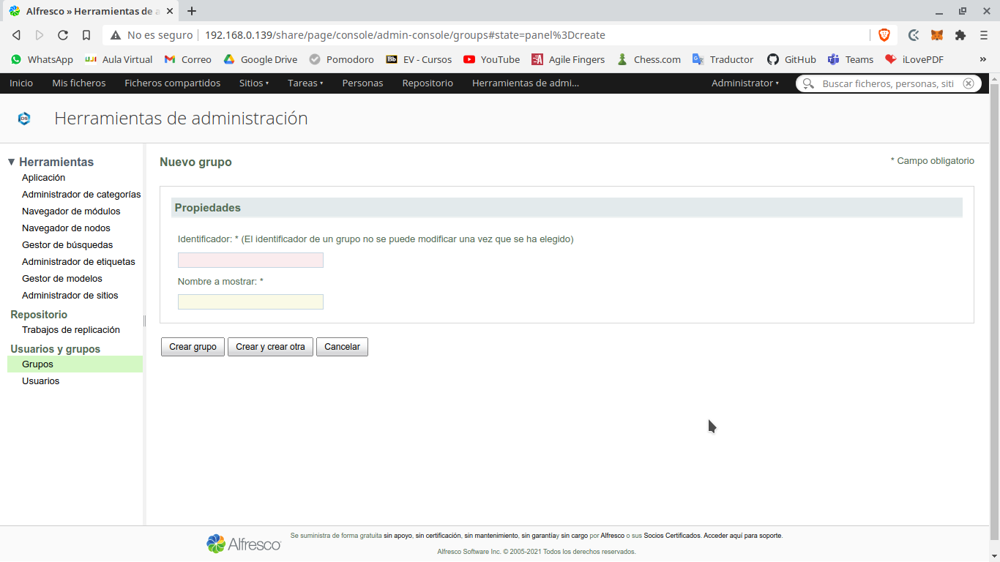 Alfresco » Herramientas de a
No es seguro 192.168.0.139/share/page/console/admin-console/groups#state=panel%3Dcreate
WhatsApp Aula Virtual Correo Google Drive Pomodoro Bb EV - Cursos YouTube Agile Fingers Chess.com Traductor GitHub Teams iLovePDF »
Inicio Mis ficheros Ficheros compartidos Sitios Tareas Personas Repositorio Herramientas de admi... Administrator Buscar ficheros, personas, siti
Herramientas de administración
Herramientas
Aplicación
Administrador de categorías
Navegador de módulos
Navegador de nodos
Gestor de búsquedas
Administrador de etiquetas
Gestor de modelos
Administrador de sitios
Repositorio
Trabajos de replicación
Usuarios y grupos
Grupos
Usuarios
Nuevo grupo
* Campo obligatorio
Propiedades
Identificador: * (El identificador de un grupo no se puede modificar una vez que se ha elegido)
Nombre a mostrar: *
Crear grupo Crear y crear otra Cancelar
Alfresco
Se suministra de forma gratuita sin apoyo, sin certificación, sin mantenimiento, sin garantíay sin cargo por Alfresco o sus Socios Certificados. Acceder aquí para soporte.
Alfresco Software Inc. © 2005-2021 Todos los derechos reservados.